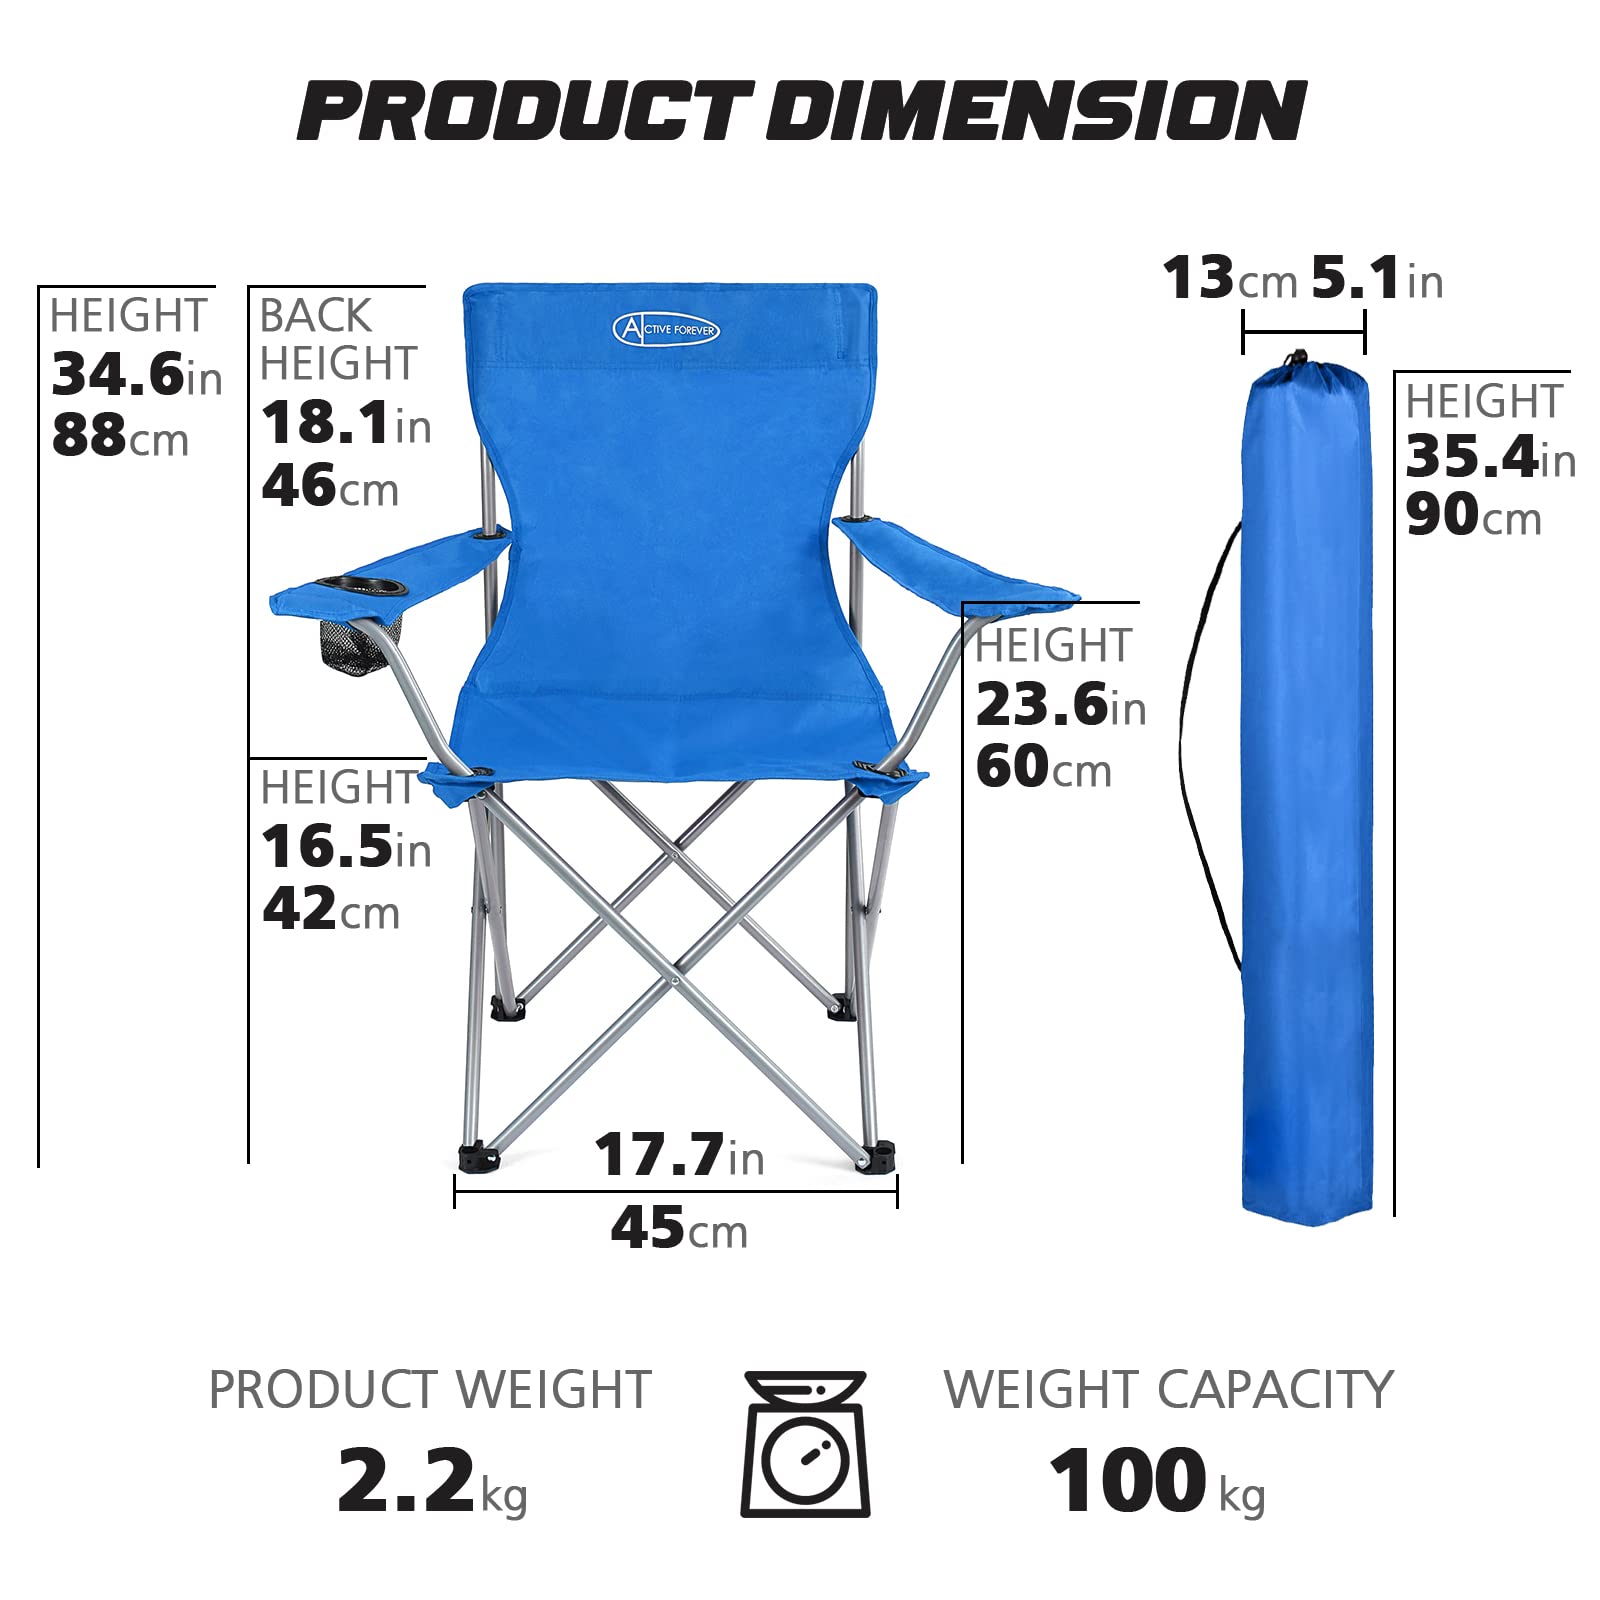 PRODUCT DIMENSION
HEIGHT
34.6in
88cm
BACK
HEIGHT
18.1in
46cm
ACTIVE FOREVER
13cm 5.1in
HEIGHT
35.4in
90cm
HEIGHT
23.6in
60cm
HEIGHT
16.5in
42cm
17.7in
45cm
PRODUCT WEIGHT
2.2kg
WEIGHT CAPACITY
100 kg